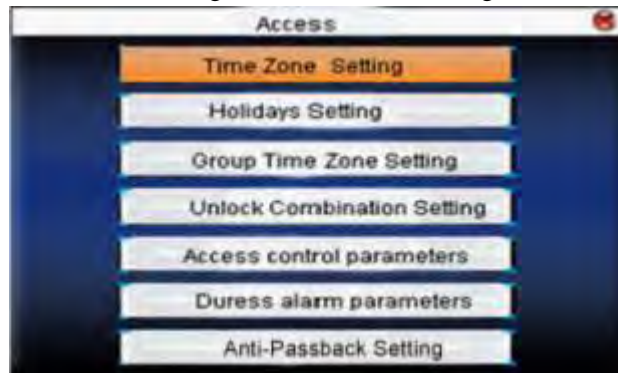 Access
Time Zone Setting
Holidays Setting
Group Time Zone Setting
Unlock Combination Setting
Access control parameters
Duress alarm parameters
Anti-Passback Setting